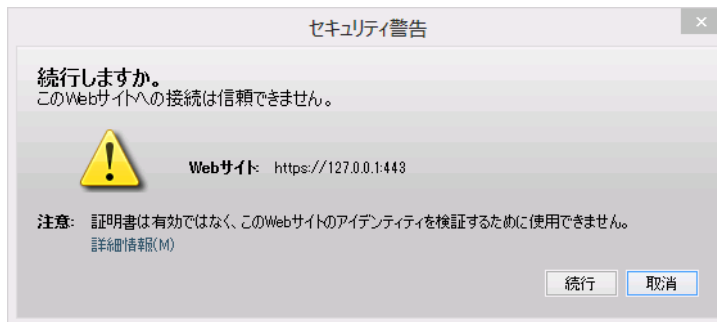 セキュリティ警告
続行しますか。
このWebサイトへの接続は信頼できません。
Webサイト: https://127.0.0.1:443
注意: 証明書は有効ではなく、このWebサイトのアイデンティティを検証するために使用できません。
詳細情報(M)
続行 取消